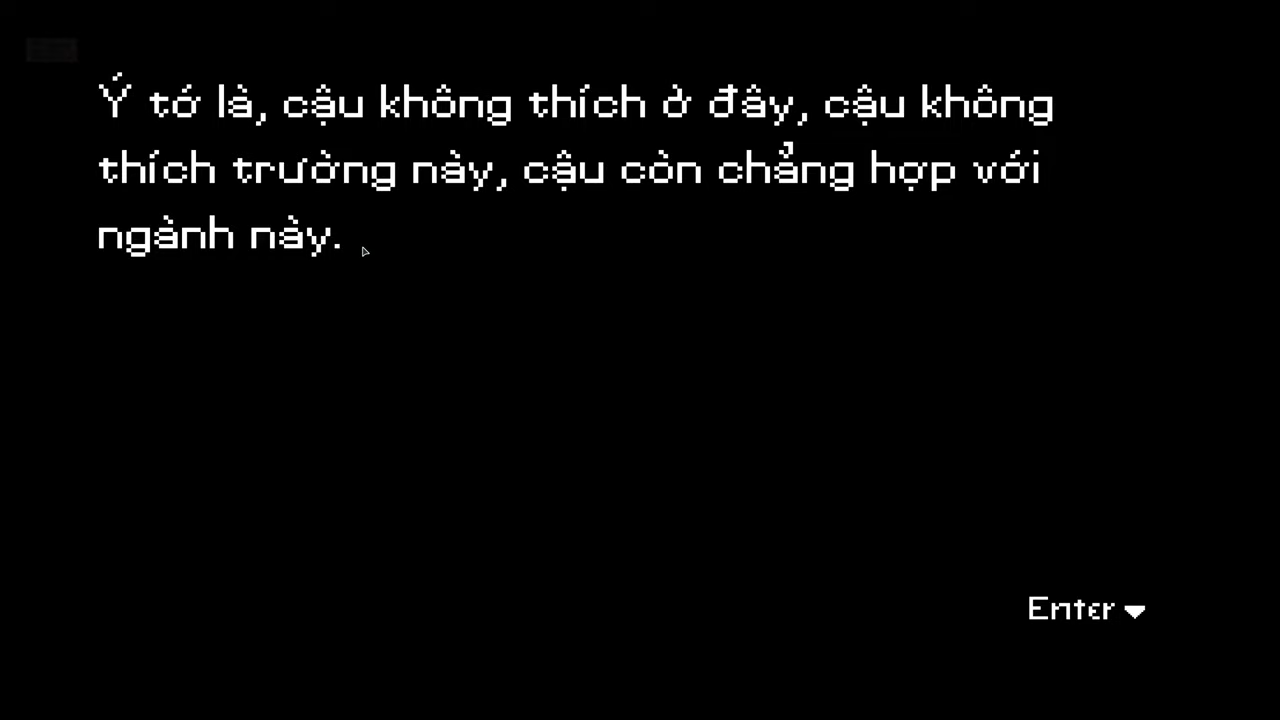 Ý tớ là, cậu không thích ở đây, cậu không
thích trường này, cậu còn chẳng hợp với
ngành này.
Enter